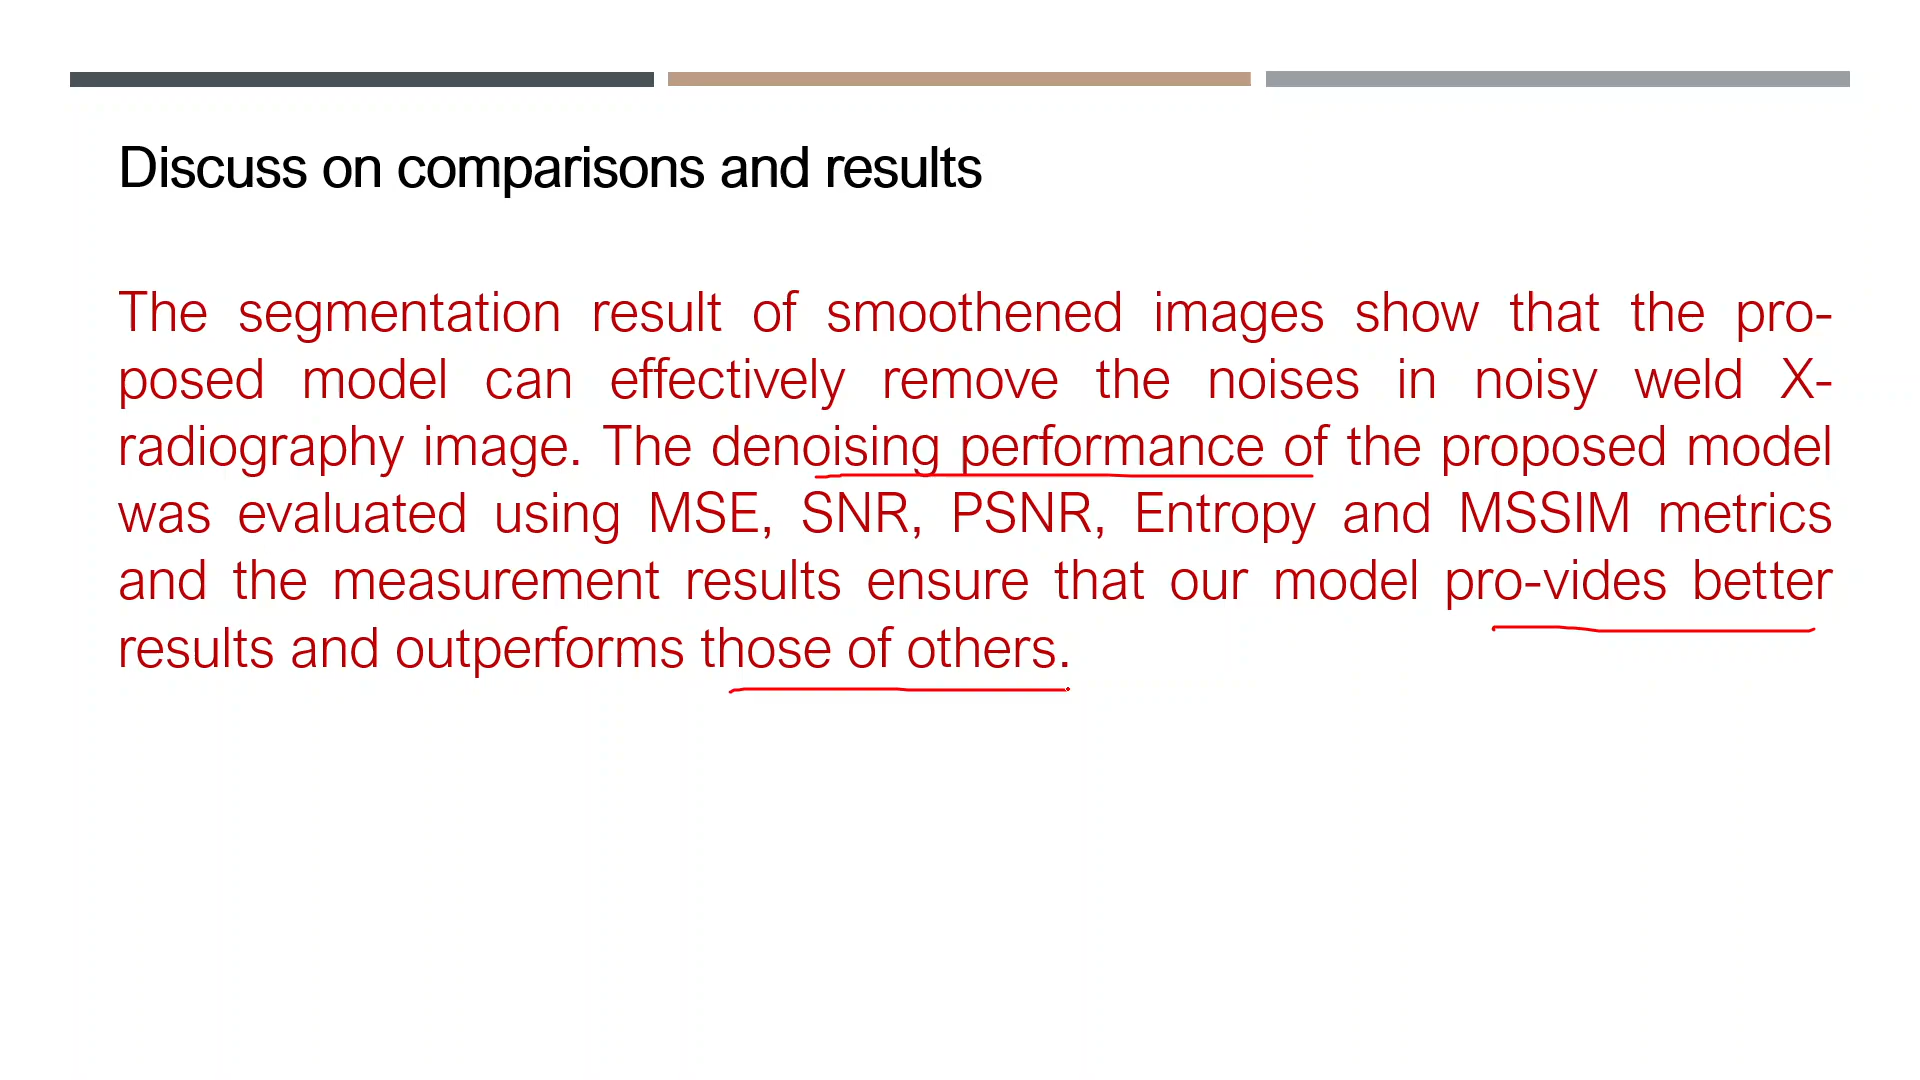 Discuss on comparisons and results
The segmentation result of smoothened images show that the pro-
posed model can effectively remove the noises in noisy weld X-
radiography image. The denoising performance of the proposed model
was evaluated using MSE, SNR, PSNR, Entropy and MSSIM metrics
and the measurement results ensure that our model pro-vides better
results and outperforms those of others.